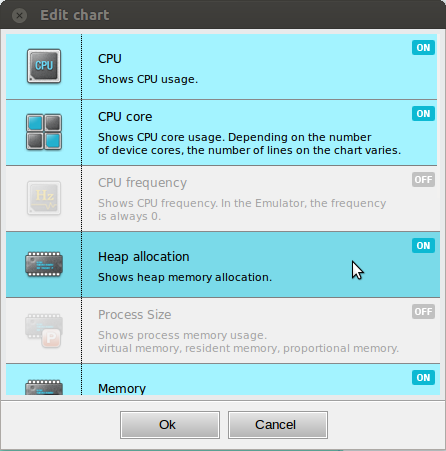 Edit chart
CPU
CPU
ON
Shows CPU usage.
CPU core
ON
Shows CPU core usage. Depending on the number
of device cores, the number of lines on the chart varies.
Hz
CPU frequency
OFF
Shows CPU frequency. In the Emulator, the frequency
is always 0.
Heap allocation
ON
Shows heap memory allocation.
Process Size
OFF
P
Shows process memory usage.
virtual memory, resident memory, proportional memory.
Memory
ON
Ok
Cancel